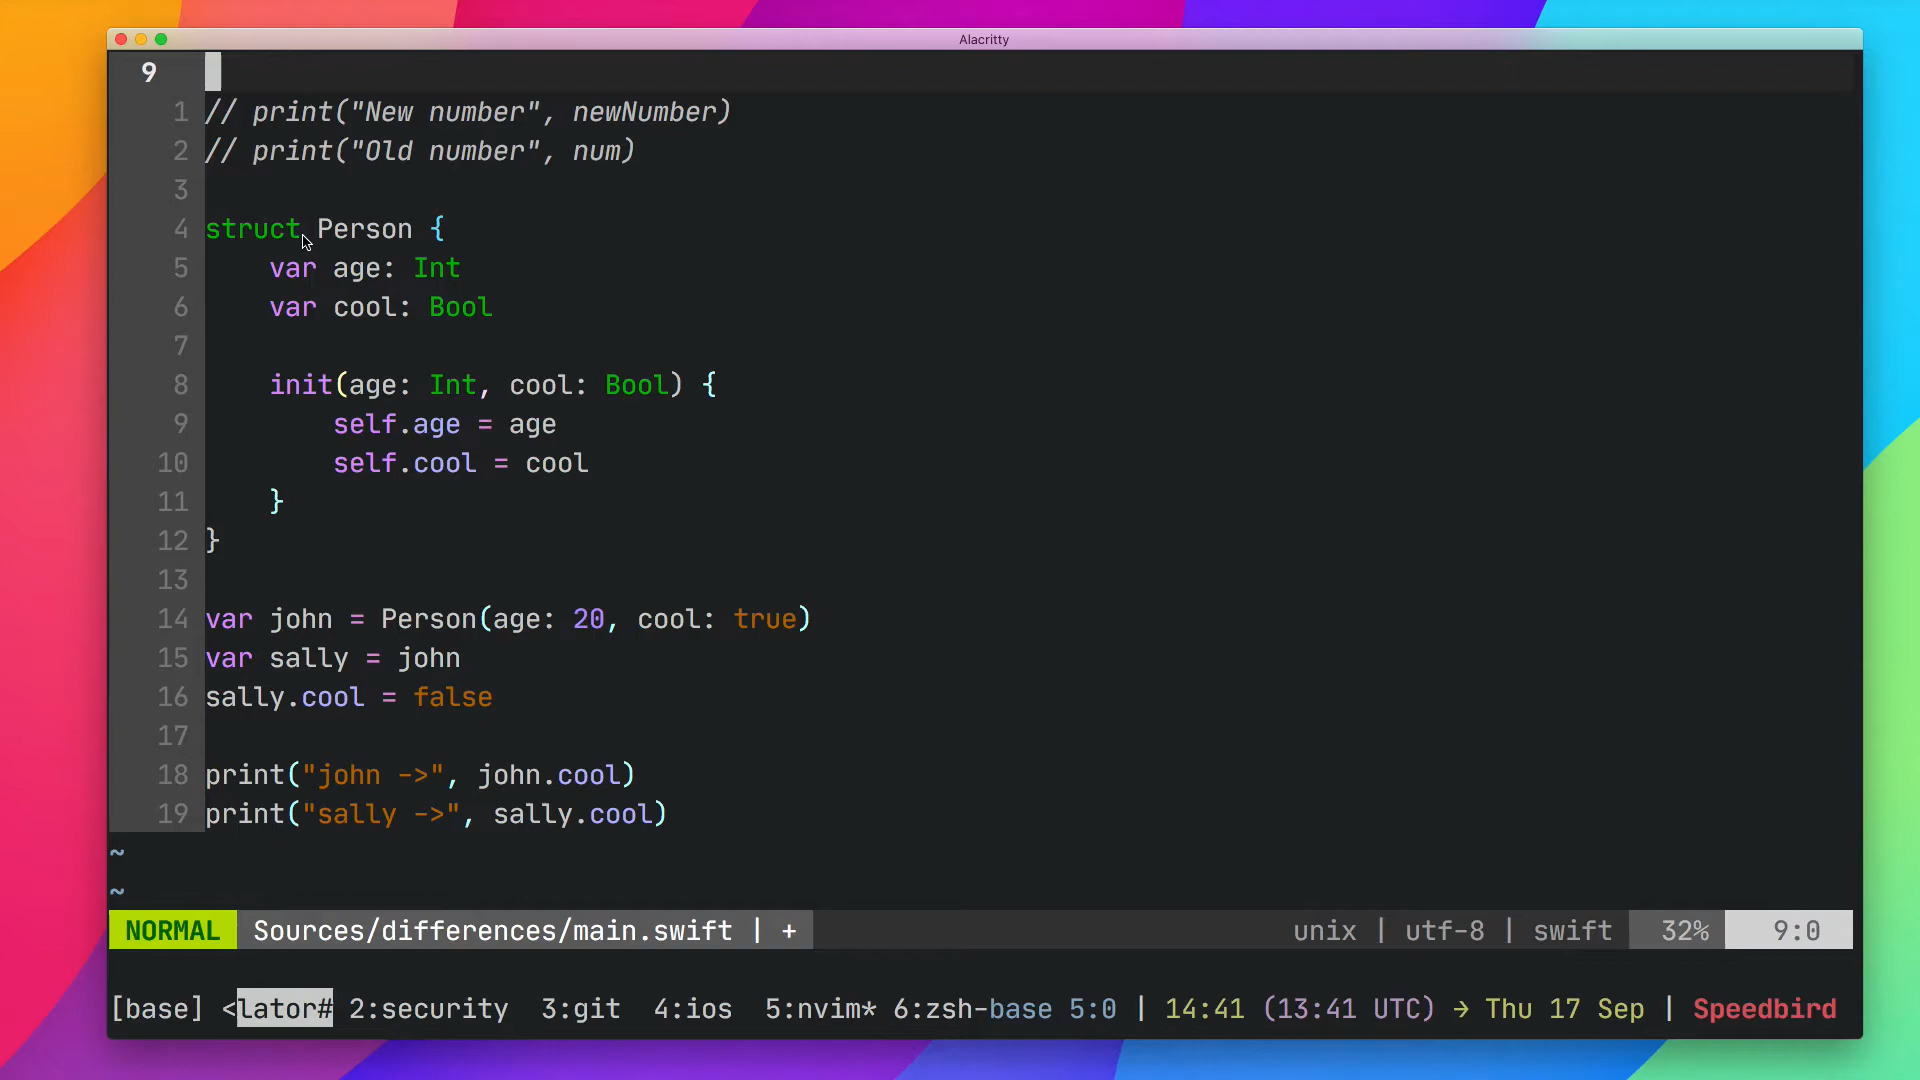 Alacritty
9
1 // print("New number", newNumber)
2 // print("Old number", num)
3
4 struct Person {
5 var age: Int
6 var cool: Bool
7
8 init(age: Int, cool: Bool) {
9 self.age = age
10 self.cool = cool
11 }
12 }
13
14 var john = Person(age: 20, cool: true)
15 var sally = john
16 sally.cool = false
17
18 print("john ->", john.cool)
19 print("sally ->", sally.cool)
~
~
NORMAL Sources/differences/main.swift | + unix | utf-8 | swift 32% 9:0
[base] <lator# 2:security 3:git 4:ios 5:nvim* 6:zsh-base 5:0 | 14:41 (13:41 UTC) → Thu 17 Sep | Speedbird